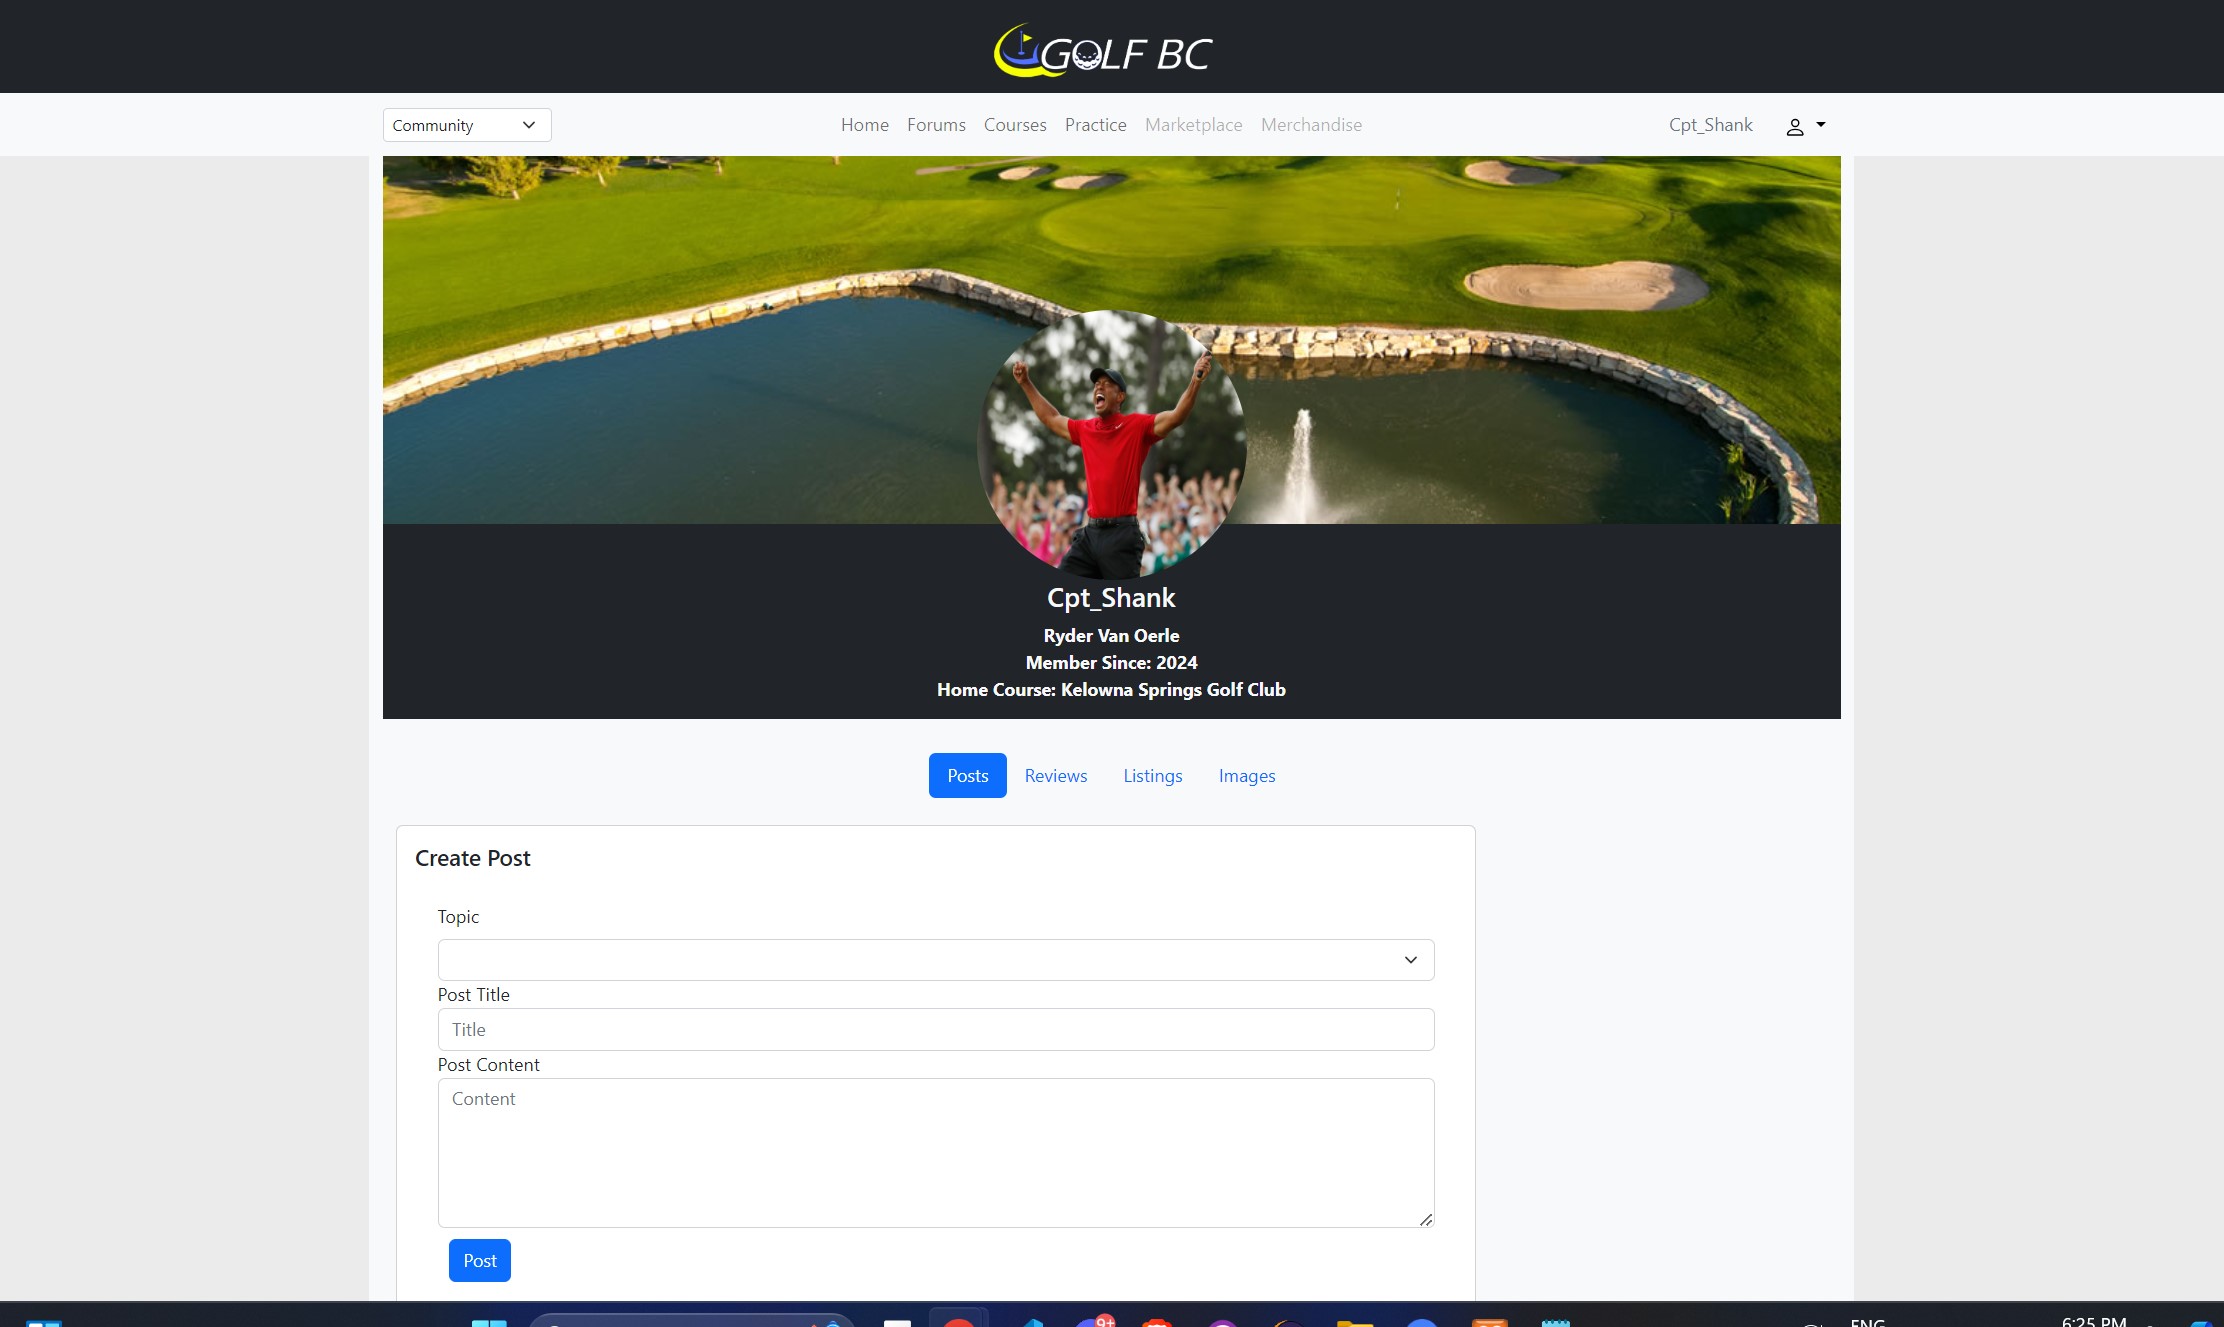 GOLF BC
Community
Home Forums Courses Practice Marketplace Merchandise
Cpt_Shank
Cpt_Shank
Ryder Van Oerle
Member Since: 2024
Home Course: Kelowna Springs Golf Club
Posts Reviews Listings Images
Create Post
Topic
Post Title
Title
Post Content
Content
Post
9+
ENG
6:25 PM